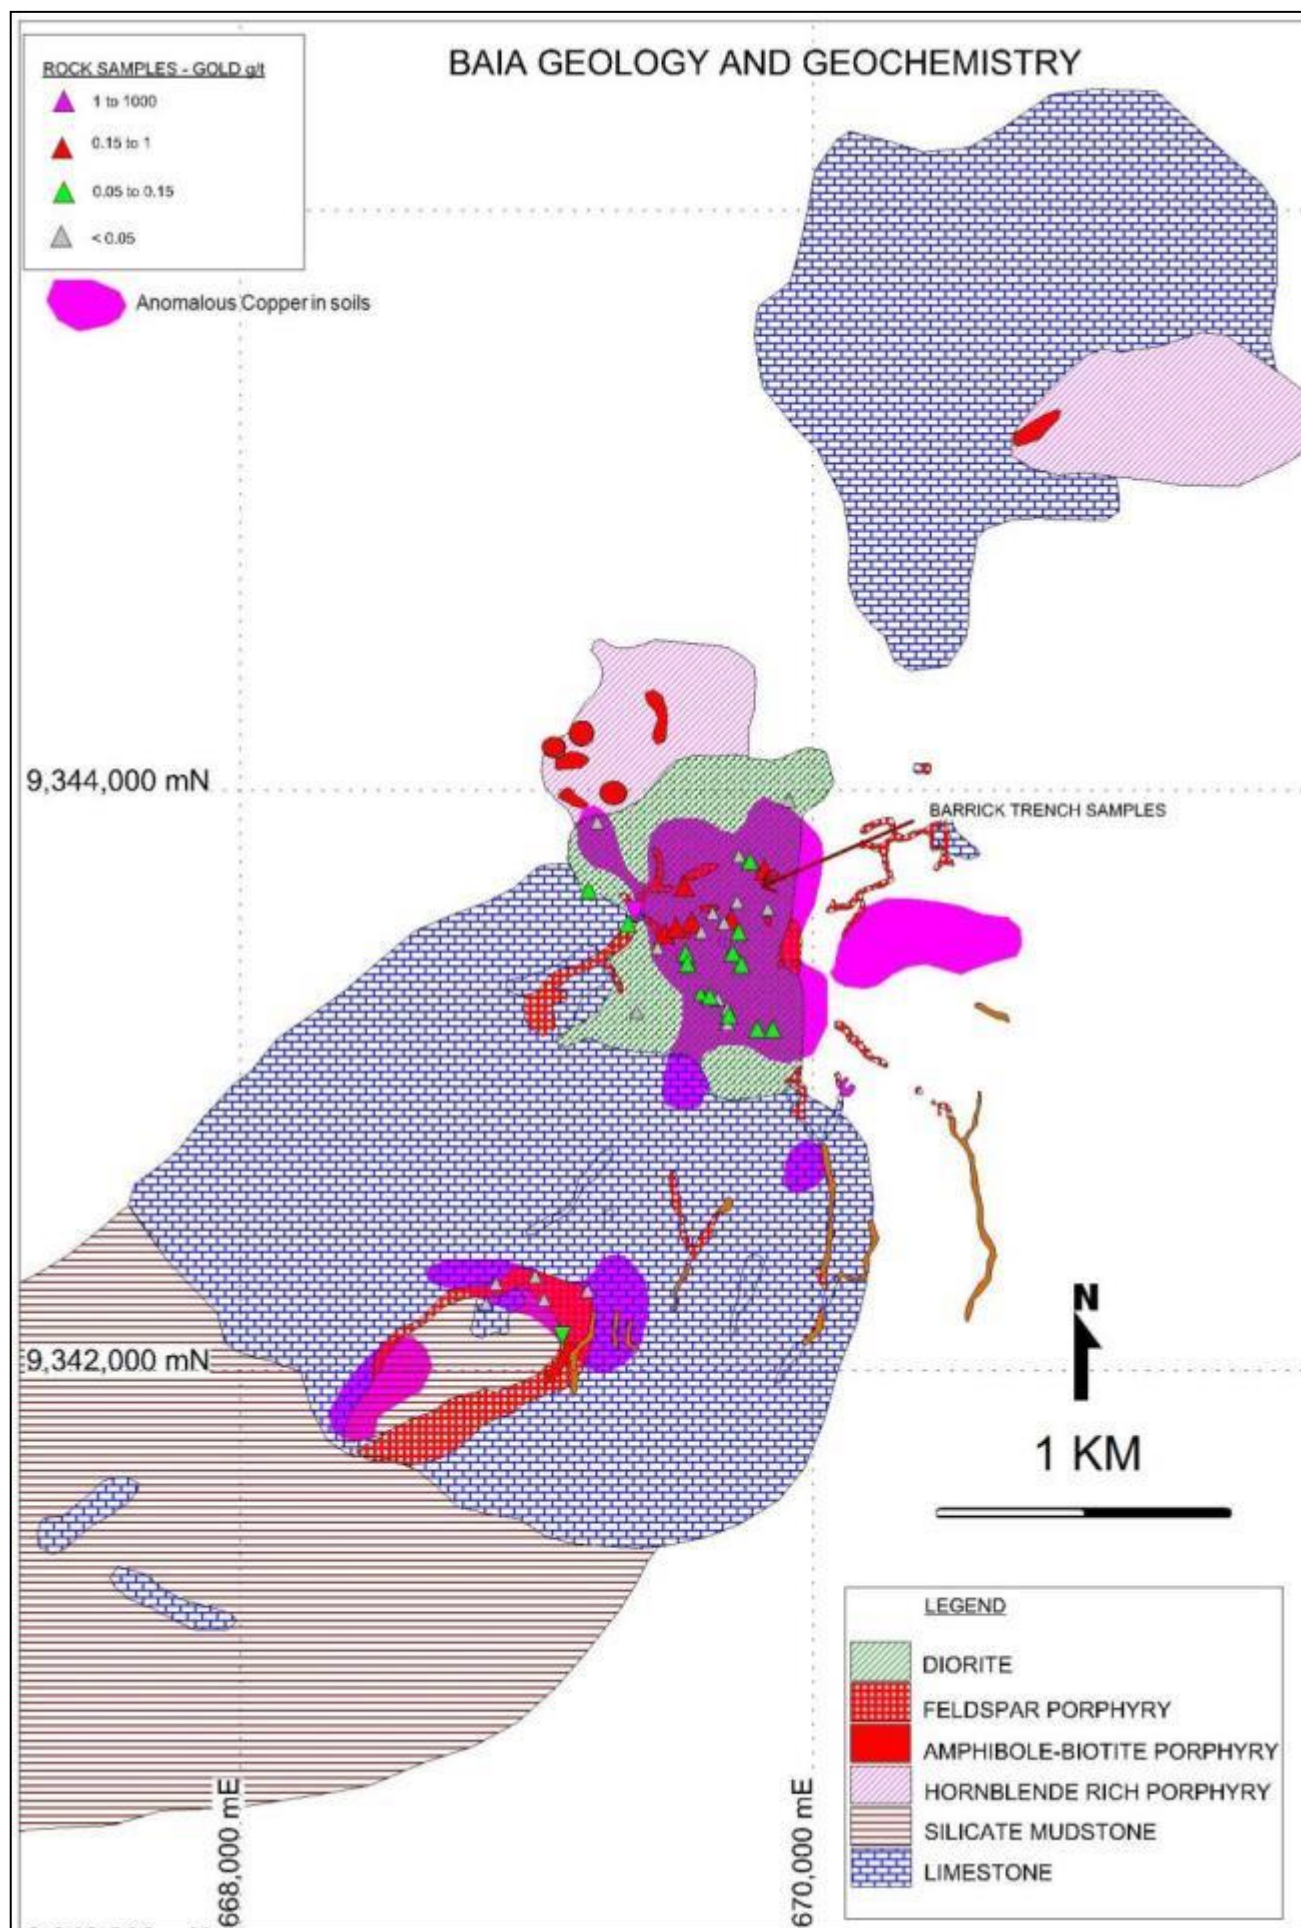 BAIA GEOLOGY AND GEOCHEMISTRY
ROCK SAMPLES - GOLD g/t
1 to 1000
0.15 to 1
0.05 to 0.15
< 0.05
Anomalous Copper in soils
9,344,000 mN
BARRICK TRENCH SAMPLES
N
9,342,000 mN
1 KM
LEGEND
DIORITE
FELDSPAR PORPHYRY
AMPHIBOLE-BIOTITE PORPHYRY
HORNBLENDE RICH PORPHYRY
SILICATE MUDSTONE
LIMESTONE
668,000 mE
670,000 mE